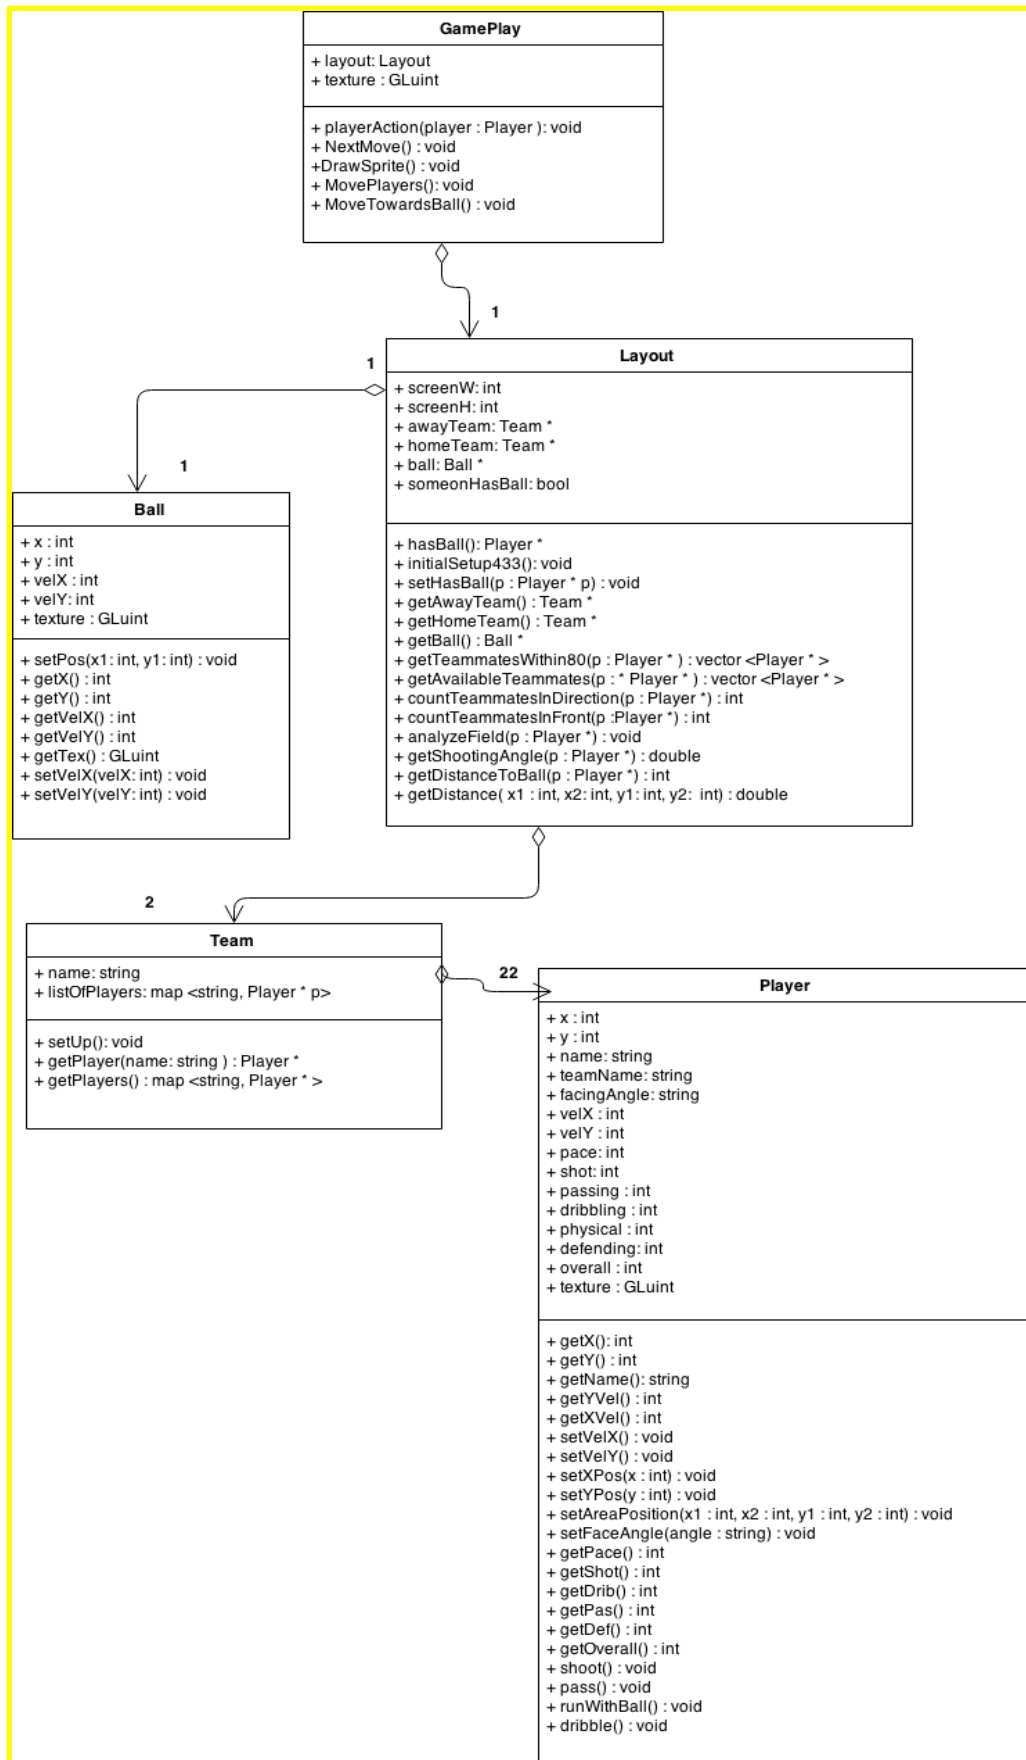 GamePlay
+ layout: Layout
+ texture : GLuint
+ playerAction(player : Player ): void
+ NextMove() : void
+DrawSprite() : void
+ MovePlayers(): void
+ MoveTowardsBall() : void
1
Layout
+ screenW: int
+ screenH: int
+ awayTeam: Team *
+ homeTeam: Team *
+ ball: Ball *
+ someonHasBall: bool
+ hasBall(): Player *
+ initialSetup433(): void
+ setHasBall(p : Player * p) : void
+ getAwayTeam() : Team *
+ getHomeTeam() : Team *
+ getBall() : Ball *
+ getTeammatesWithin80(p : Player * ) : vector <Player * >
+ getAvailableTeammates(p : * Player * ) : vector <Player * >
+ countTeammatesInDirection(p : Player *) : int
+ countTeammatesInFront(p :Player *) : int
+ analyzeField(p : Player *) : void
+ getShootingAngle(p : Player *) : double
+ getDistanceToBall(p : Player *) : int
+ getDistance( x1 : int, x2: int, y1: int, y2: int) : double
1
1
Ball
+ x : int
+ y : int
+ velX : int
+ velY: int
+ texture : GLuint
+ setPos(x1: int, y1: int) : void
+ getX() : int
+ getY() : int
+ getVelX() : int
+ getVelY() : int
+ getTex() : GLuint
+ setVelX(velX: int) : void
+ setVelY(velY: int) : void
2
Team
+ name: string
+ listOfPlayers: map <string, Player * p>
+ setUp(): void
+ getPlayer(name: string ) : Player *
+ getPlayers() : map <string, Player * >
22
Player
+ x : int
+ y : int
+ name: string
+ teamName: string
+ facingAngle: string
+ velX : int
+ velY : int
+ pace: int
+ shot: int
+ passing : int
+ dribbling : int
+ physical : int
+ defending: int
+ overall : int
+ texture : GLuint
+ getX(): int
+ getY() : int
+ getName(): string
+ getYVel() : int
+ getXVel() : int
+ setVelX() : void
+ setVelY() : void
+ setXPos(x : int) : void
+ setYPos(y : int) : void
+ setAreaPosition(x1 : int, x2 : int, y1 : int, y2 : int) : void
+ setFaceAngle(angle : string) : void
+ getPace() : int
+ getShot() : int
+ getDrib() : int
+ getPas() : int
+ getDef() : int
+ getOverall() : int
+ shoot() : void
+ pass() : void
+ runWithBall() : void
+ dribble() : void